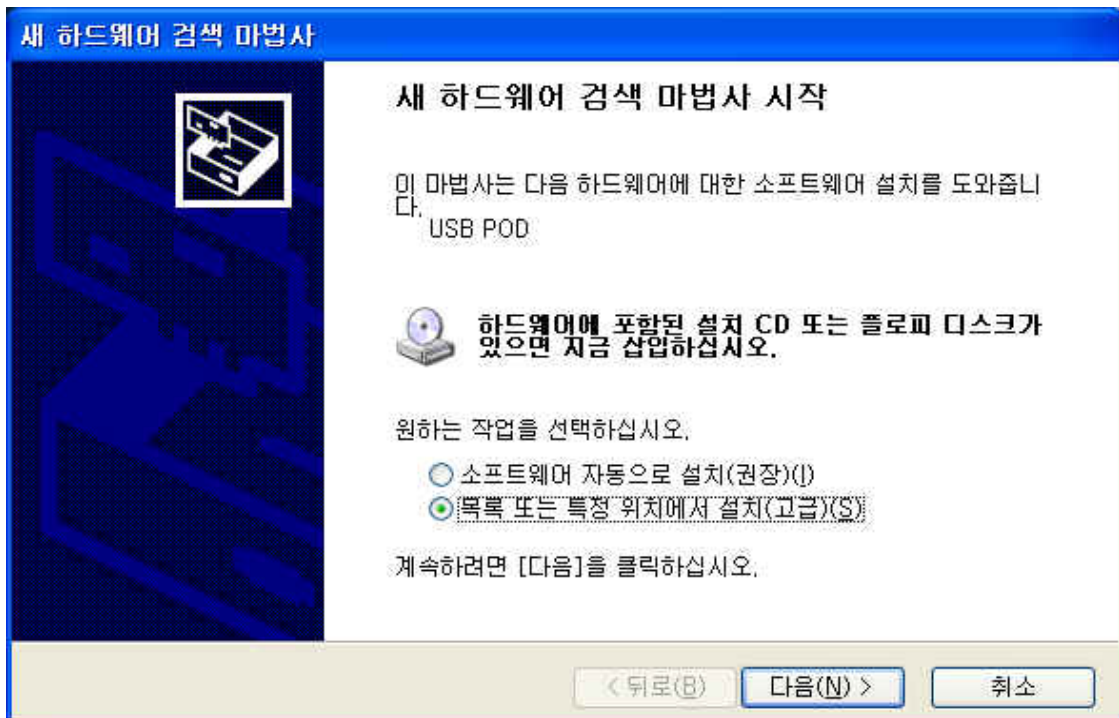 새 하드웨어 검색 마법사
새 하드웨어 검색 마법사 시작
이 마법사는 다음 하드웨어에 대한 소프트웨어 설치를 도와줍니
다.
USB POD
하드웨어에 포함된 설치 CD 또는 플로피 디스크가
있으면 지금 삽입하십시오.
원하는 작업을 선택하십시오.
소프트웨어 자동으로 설치(권장)(I)
목록 또는 특정 위치에서 설치(고급)(S)
계속하려면 [다음]을 클릭하십시오.
< 뒤로(B) 다음(N) > 취소